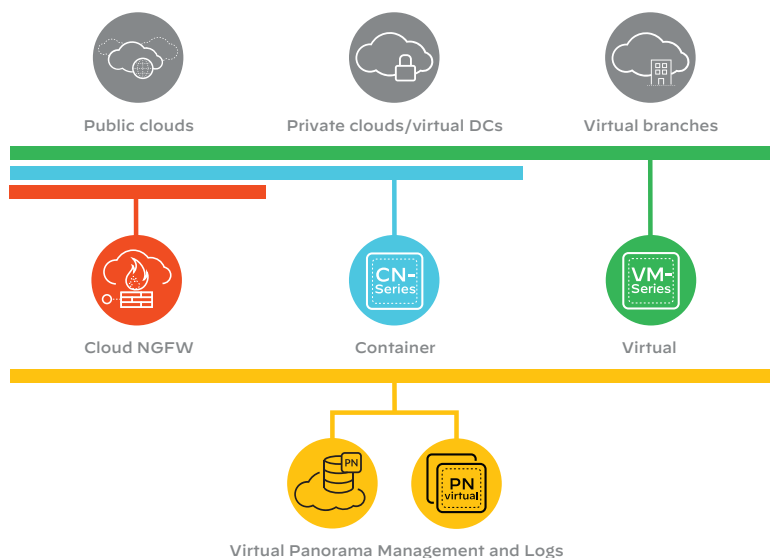 Public clouds
Private clouds/virtual DCs
Virtual branches
CN-
Series
VM-
Series
Cloud NGFW
Container
Virtual
PN
PN
virtual
Virtual Panorama Management and Logs